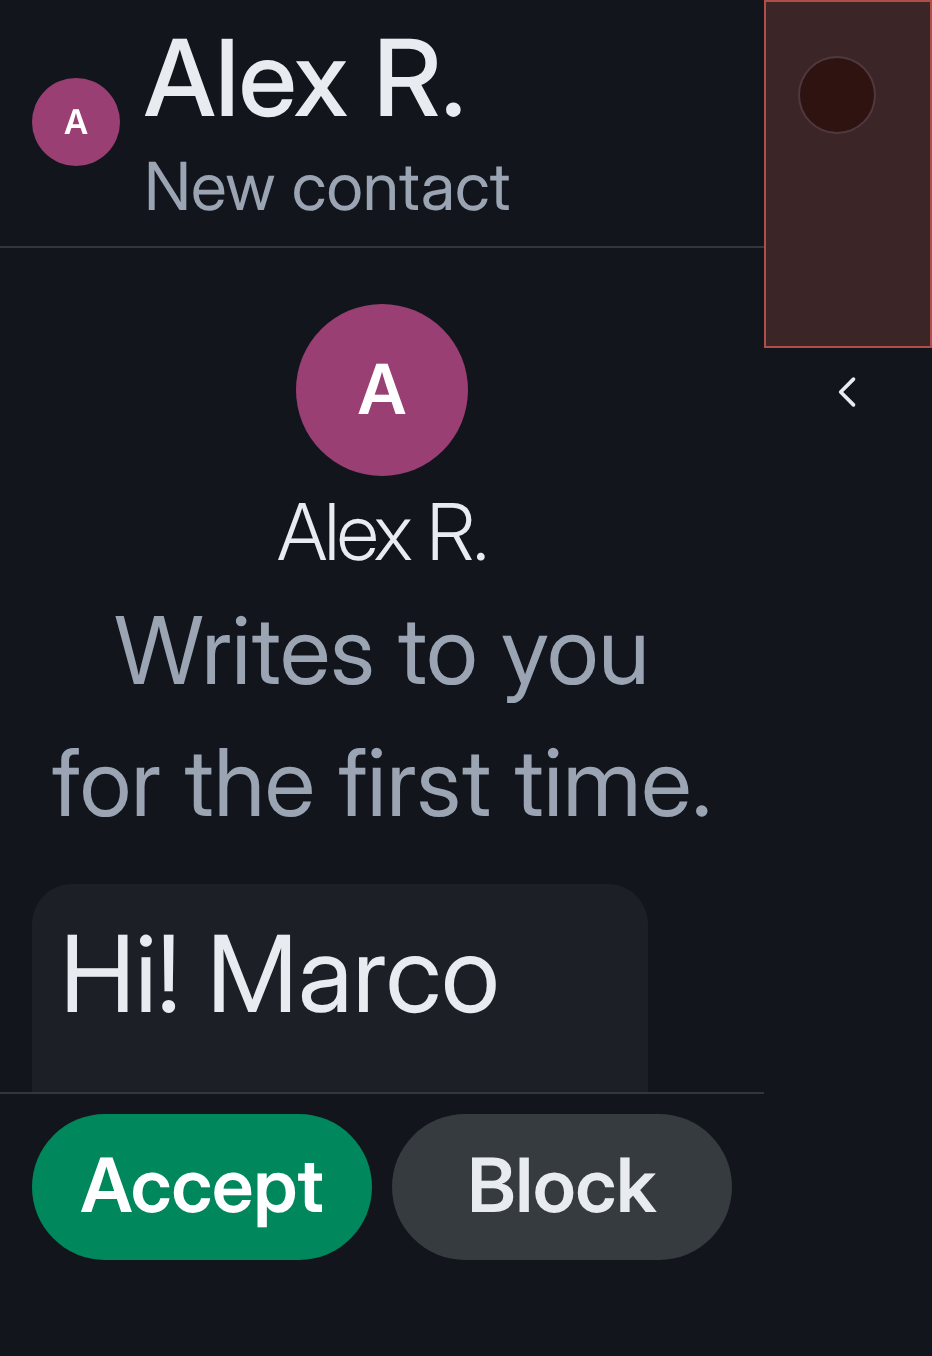 A
Alex R.
New contact
A
Alex R.
Writes to you
for the first time.
Hi! Marco
Accept
Block